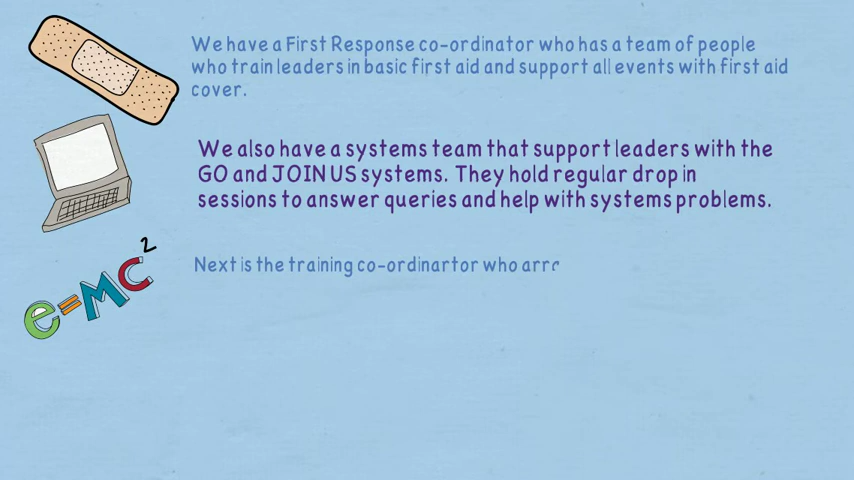 We have a First Response co-ordinator who has a team of people
who train leaders in basic first aid and support all events with first aid
cover.
We also have a systems team that support leaders with the
GO and JOIN US systems. They hold regular drop in
sessions to answer queries and help with systems problems.
e=mc²
Next is the training co-ordinartor who